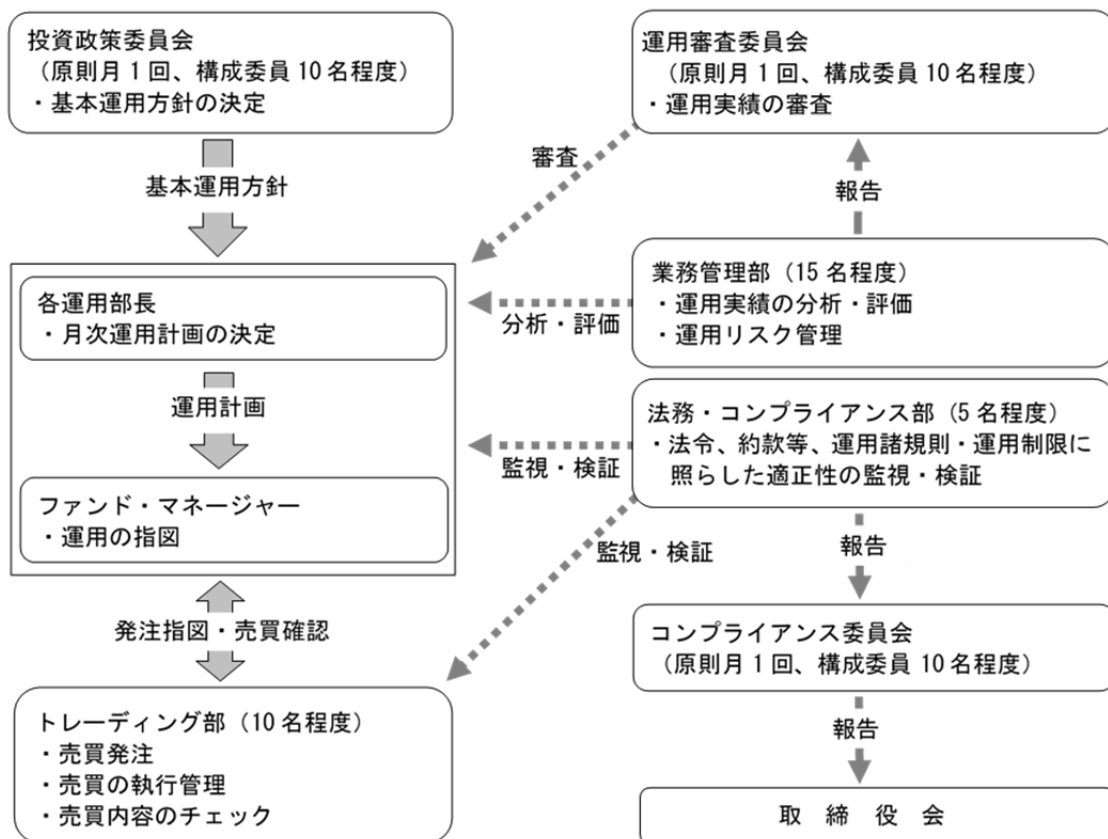 投資政策委員会
（原則月1回、構成委員10名程度）
・基本運用方針の決定
基本運用方針
各運用部長
・月次運用計画の決定
運用計画
ファンド・マネージャー
・運用の指図
発注指図・売買確認
トレーディング部（10名程度）
・売買発注
・売買の執行管理
・売買内容のチェック
運用審査委員会
（原則月1回、構成委員10名程度）
・運用実績の審査
審査
報告
業務管理部（15名程度）
・運用実績の分析・評価
・運用リスク管理
分析・評価
法務・コンプライアンス部（5名程度）
・法令、約款等、運用諸規則・運用制限に
照らした適正性の監視・検証
監視・検証
監視・検証
報告
コンプライアンス委員会
（原則月1回、構成委員10名程度）
報告
取締役会